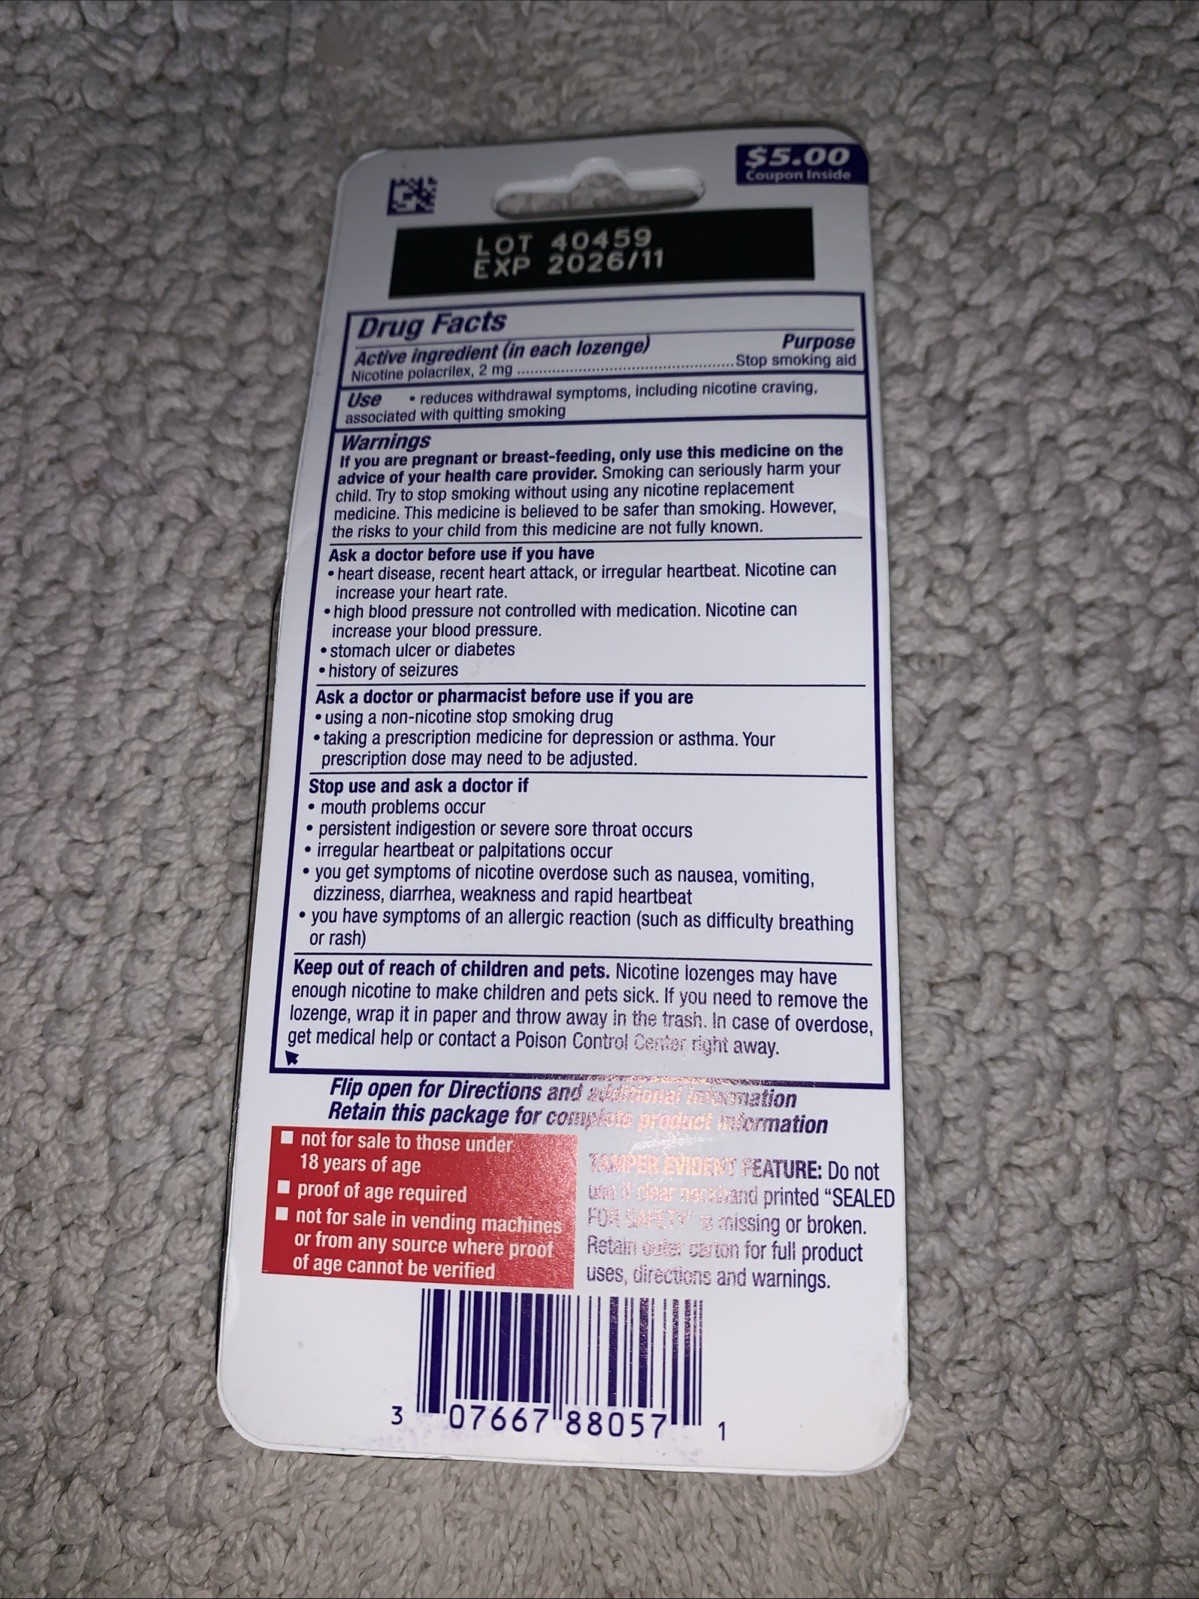 $5.00
Coupon Inside
LOT 40459
EXP 2026/11
Drug Facts
Active ingredient (in each lozenge) Purpose
Nicotine polacrilex, 2 mg ................................................ Stop smoking aid
Use • reduces withdrawal symptoms, including nicotine craving,
associated with quitting smoking
Warnings
If you are pregnant or breast-feeding, only use this medicine on the
advice of your health care provider. Smoking can seriously harm your
child. Try to stop smoking without using any nicotine replacement
medicine. This medicine is believed to be safer than smoking. However,
the risks to your child from this medicine are not fully known.
Ask a doctor before use if you have
• heart disease, recent heart attack, or irregular heartbeat. Nicotine can
increase your heart rate.
• high blood pressure not controlled with medication. Nicotine can
increase your blood pressure.
• stomach ulcer or diabetes
• history of seizures
Ask a doctor or pharmacist before use if you are
• using a non-nicotine stop smoking drug
• taking a prescription medicine for depression or asthma. Your
prescription dose may need to be adjusted.
Stop use and ask a doctor if
• mouth problems occur
• persistent indigestion or severe sore throat occurs
• irregular heartbeat or palpitations occur
• you get symptoms of nicotine overdose such as nausea, vomiting,
dizziness, diarrhea, weakness and rapid heartbeat
• you have symptoms of an allergic reaction (such as difficulty breathing
or rash)
Keep out of reach of children and pets. Nicotine lozenges may have
enough nicotine to make children and pets sick. If you need to remove the
lozenge, wrap it in paper and throw away in the trash. In case of overdose,
get medical help or contact a Poison Control Center right away.
Flip open for Directions and additional information
Retain this package for complete product information
■ not for sale to those under
18 years of age
■ proof of age required
■ not for sale in vending machines
or from any source where proof
of age cannot be verified
TAMPER EVIDENT FEATURE: Do not
use if clear neckband printed “SEALED
FOR SAFETY” is missing or broken.
Retain outer carton for full product
uses, directions and warnings.
3 07667 88057 1